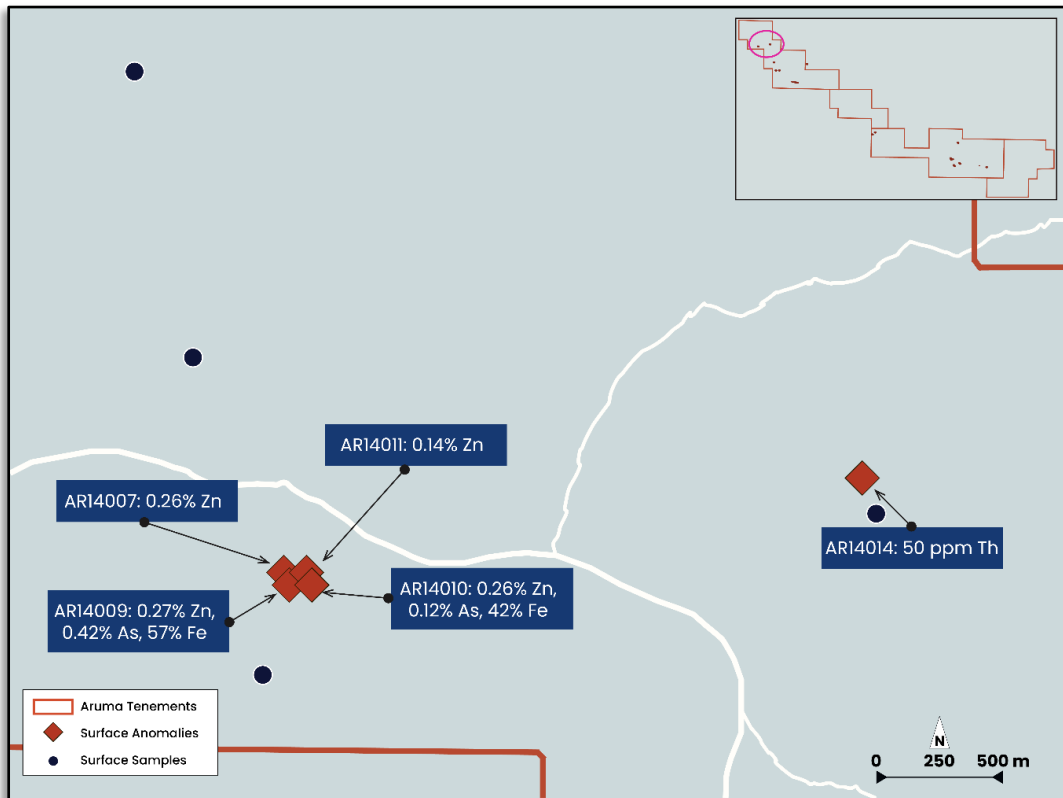 AR14011: 0.14% Zn
AR14007: 0.26% Zn
AR14014: 50 ppm Th
AR14009: 0.27% Zn,
0.42% As, 57% Fe
AR14010: 0.26% Zn,
0.12% As, 42% Fe
Aruma Tenements
Surface Anomalies
Surface Samples
N
0 250 500 m